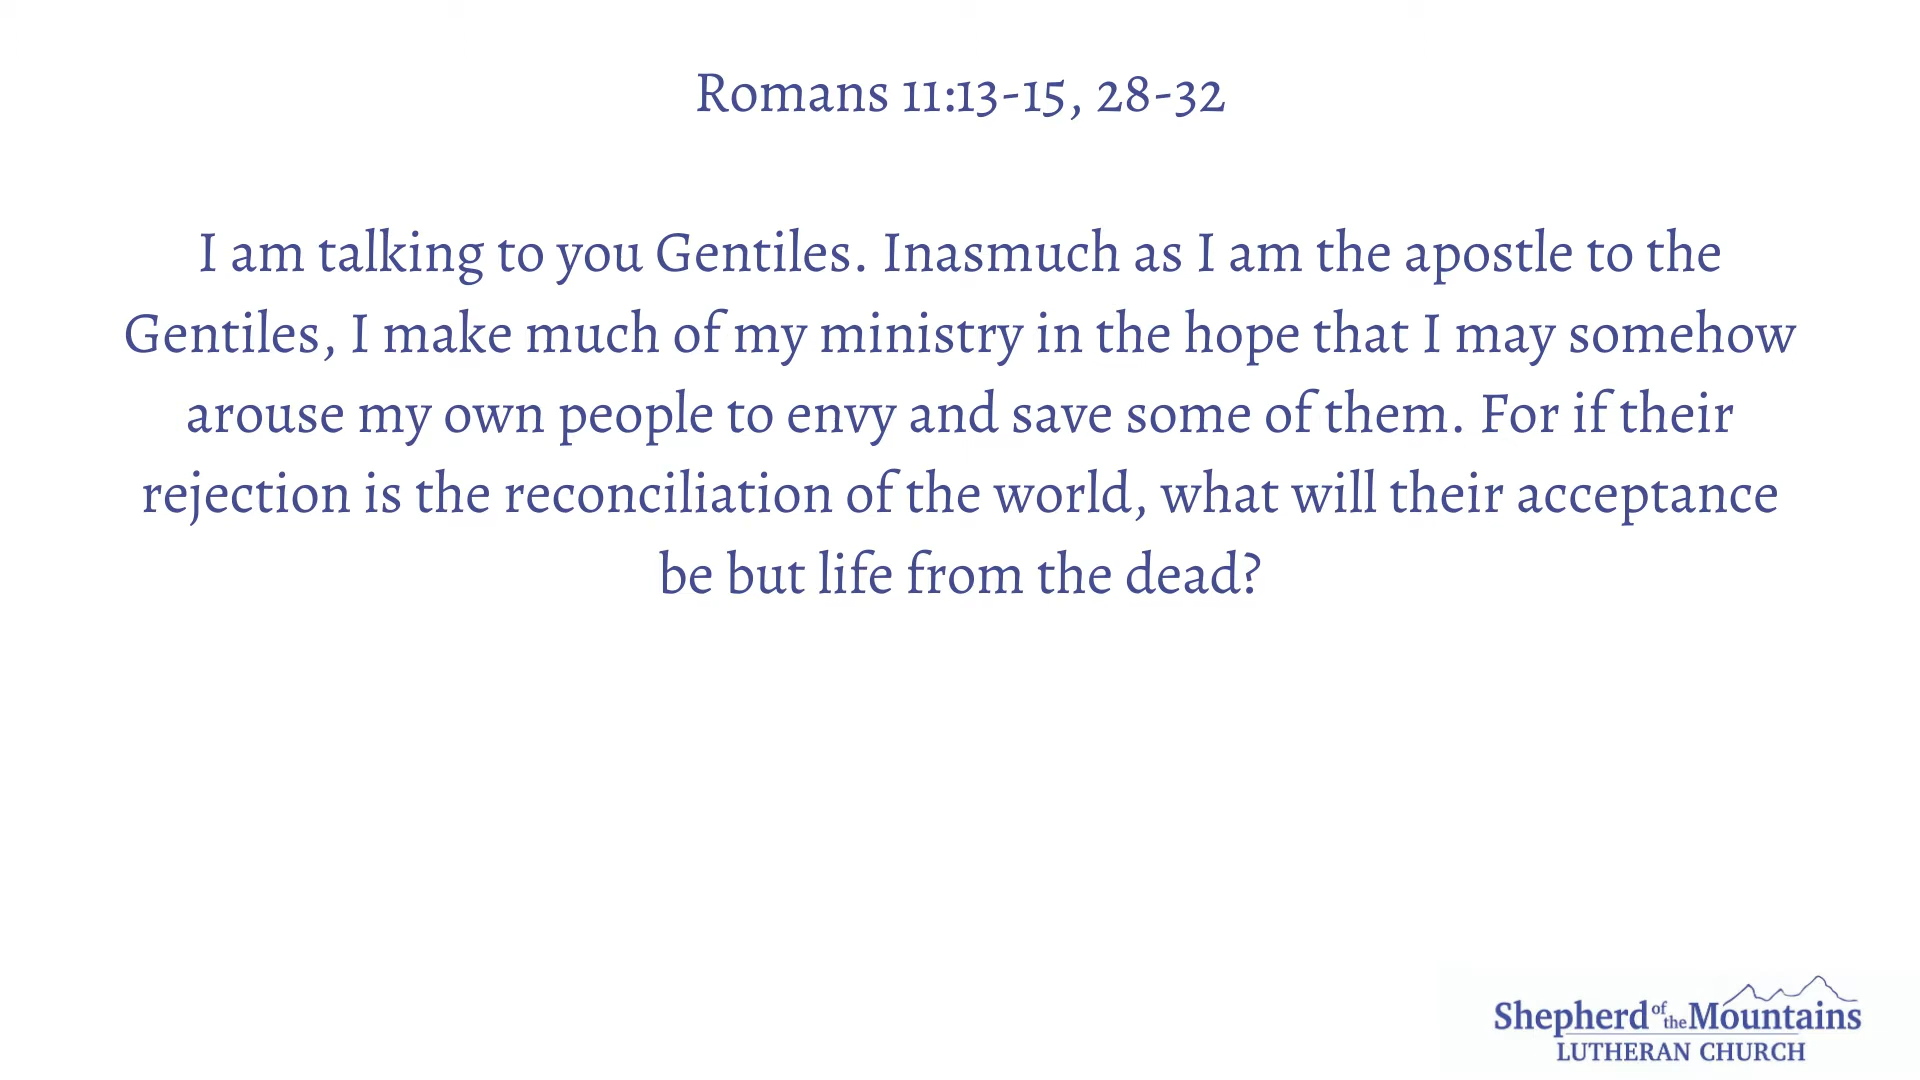 Romans 11:13-15, 28-32
I am talking to you Gentiles. Inasmuch as I am the apostle to the
Gentiles, I make much of my ministry in the hope that I may somehow
arouse my own people to envy and save some of them. For if their
rejection is the reconciliation of the world, what will their acceptance
be but life from the dead?
Shepherd of the Mountains
LUTHERAN CHURCH